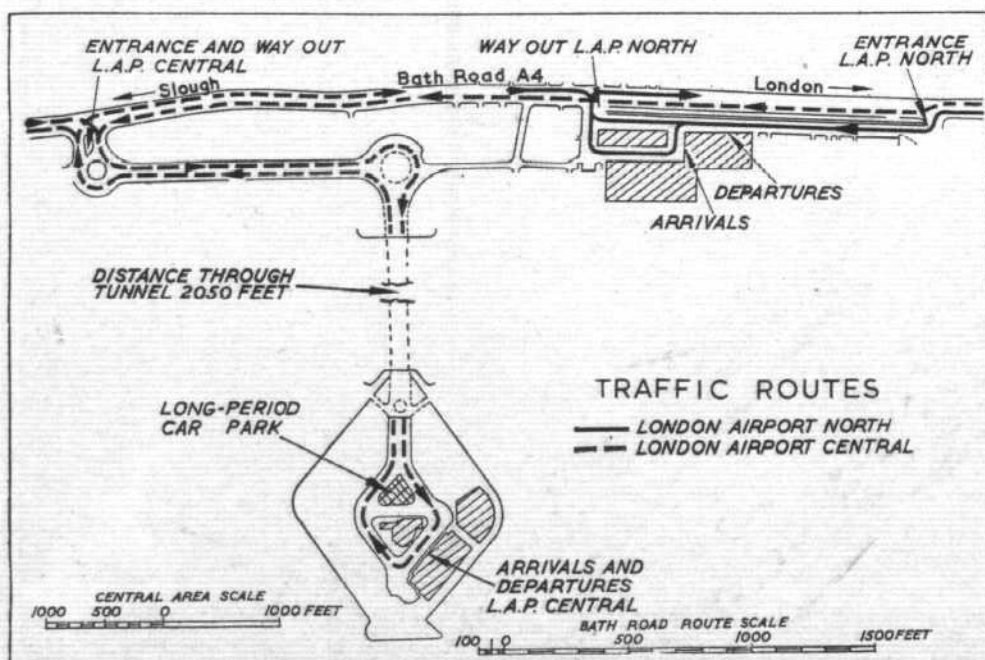 ENTRANCE AND WAY OUT
L.A.P. CENTRAL
WAY OUT L.A.P. NORTH
ENTRANCE
L.A.P. NORTH
Slough
Bath Road A4
London
DEPARTURES
ARRIVALS
DISTANCE THROUGH
TUNNEL 2050 FEET
TRAFFIC ROUTES
LONDON AIRPORT NORTH
LONDON AIRPORT CENTRAL
LONG-PERIOD
CAR PARK
ARRIVALS AND
DEPARTURES
L.A.P. CENTRAL
CENTRAL AREA SCALE
1000 500 0 1000 FEET
BATH ROAD ROUTE SCALE
100 0 500 1000 1500 FEET